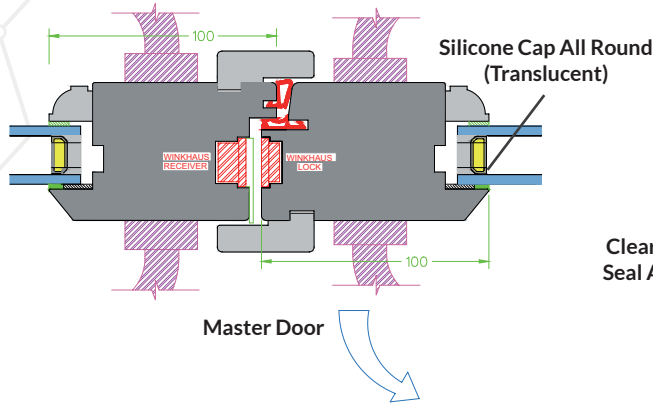 100
Silicone Cap All Round
(Translucent)
WINKHAUS
RECEIVER
WINKHAUS
LOCK
Clear
Seal A
100
Master Door